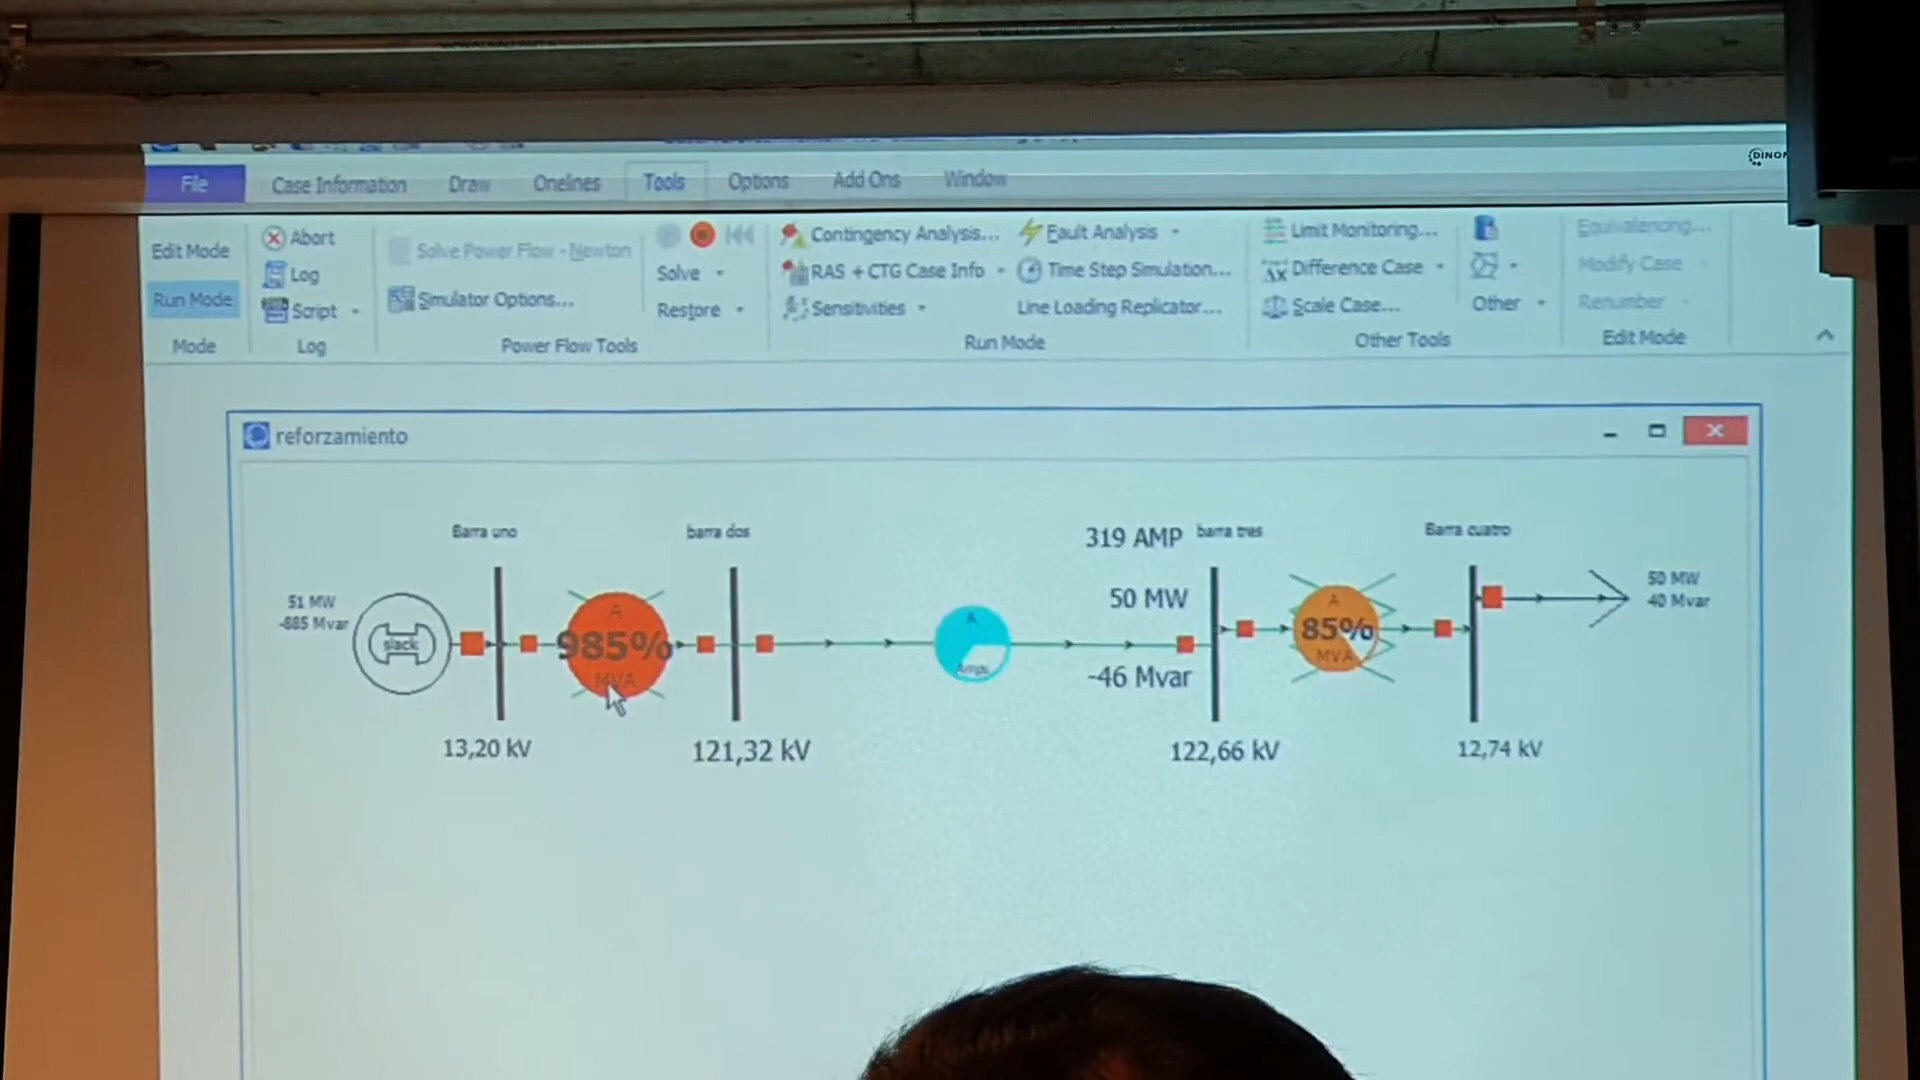 DINON
File Case Information Draw Onelines Tools Options Add Ons Window
Edit Mode
Run Mode
Mode
Abort
Log
Script
Log
Solve Power Flow - Newton
Simulator Options...
Solve
Restore
Power Flow Tools
Contingency Analysis...
RAS + CTG Case Info
Sensitivities
Fault Analysis
Time Step Simulation...
Line Loading Replicator...
Run Mode
Limit Monitoring...
Difference Case
Scale Case...
Other
Other Tools
Equivalencing...
Modify Case
Renumber
Edit Mode
reforzamiento
Barra uno
barra dos
319 AMP
barra tres
Barra cuatro
51 MW
-885 Mvar
slack
A
985%
MVA
A
Amps
50 MW
-46 Mvar
A
85%
MVA
50 MW
40 Mvar
13,20 kV
121,32 kV
122,66 kV
12,74 kV